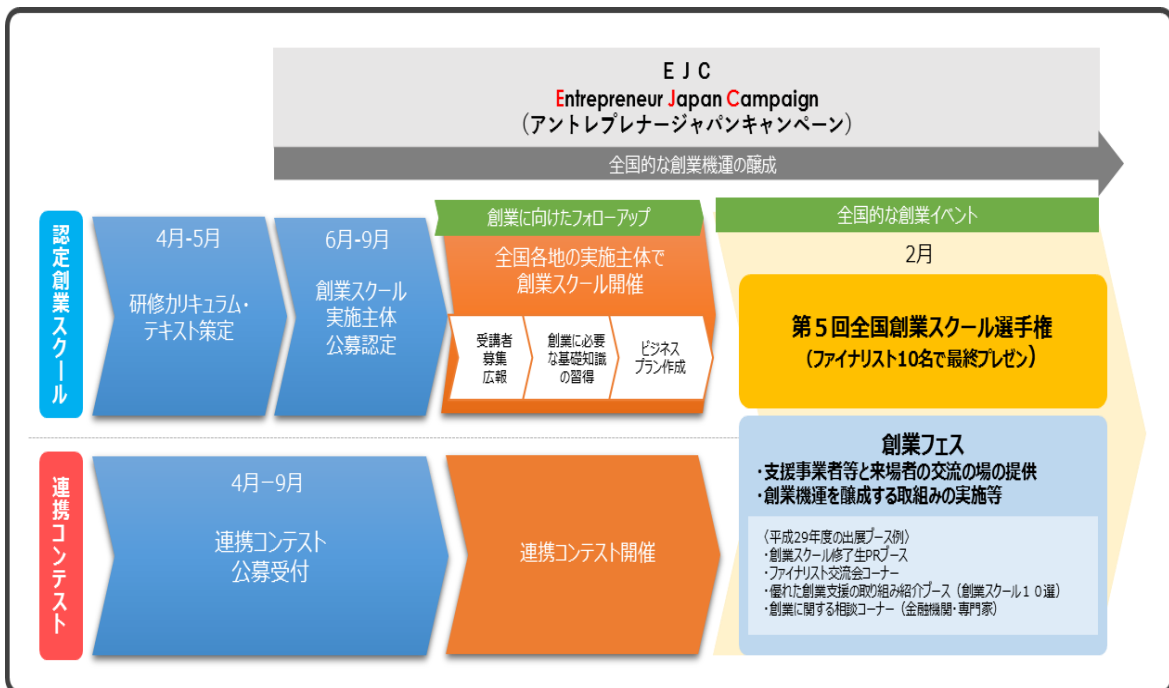 ＥＪＣ
Entrepreneur Japan Campaign
（アントレプレナージャパンキャンペーン）
全国的な創業機運の醸成
認定創業スクール
4月-5月
研修カリキュラム・
テキスト策定
6月-9月
創業スクール
実施主体
公募認定
創業に向けたフォローアップ
全国各地の実施主体で
創業スクール開催
受講者
募集
広報
創業に必要
な基礎知識
の習得
ビジネス
プラン作成
全国的な創業イベント
2月
第５回全国創業スクール選手権
（ファイナリスト10名で最終プレゼン）
連携コンテスト
4月－9月
連携コンテスト
公募受付
連携コンテスト開催
創業フェス
・支援事業者等と来場者の交流の場の提供
・創業機運を醸成する取組みの実施等
〈平成29年度の出展ブース例〉
・創業スクール修了生PRブース
・ファイナリスト交流会コーナー
・優れた創業支援の取り組み紹介ブース（創業スクール１０選）
・創業に関する相談コーナー（金融機関・専門家）